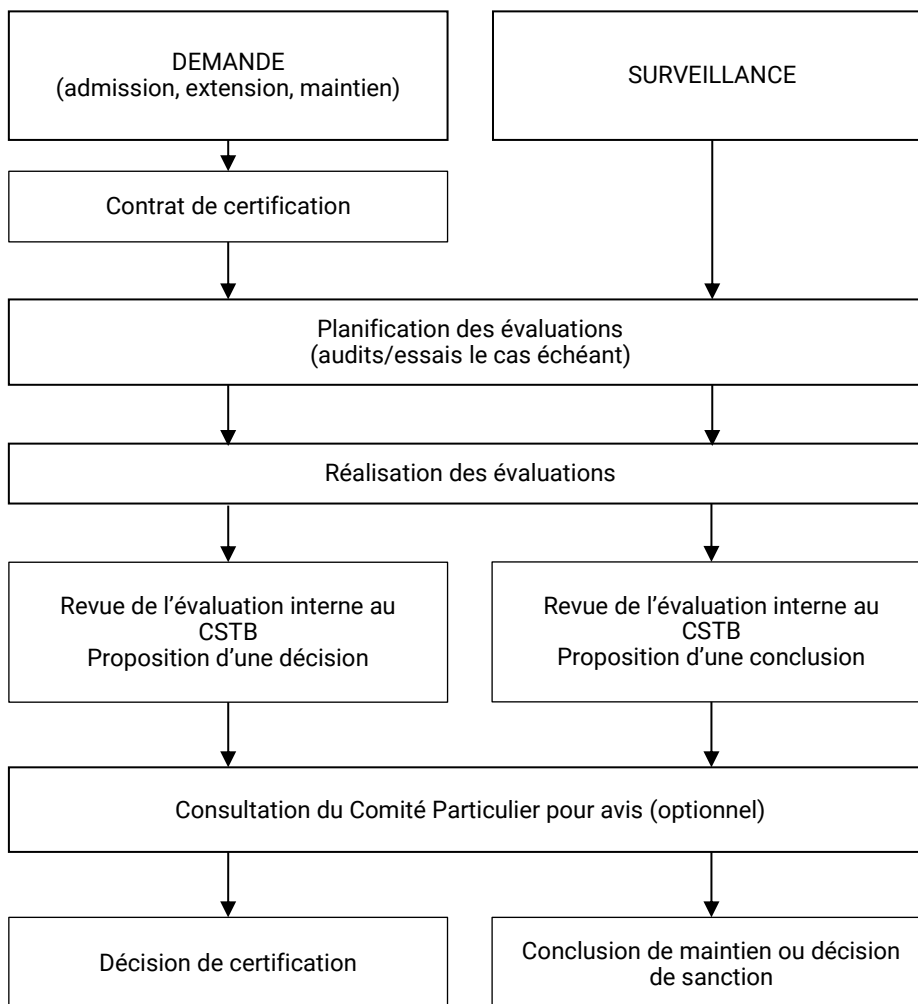 DEMANDE
(admission, extension, maintien)
SURVEILLANCE
Contrat de certification
Planification des évaluations
(audits/essais le cas échéant)
Réalisation des évaluations
Revue de l’évaluation interne au
CSTB
Proposition d’une décision
Revue de l’évaluation interne au
CSTB
Proposition d’une conclusion
Consultation du Comité Particulier pour avis (optionnel)
Décision de certification
Conclusion de maintien ou décision
de sanction